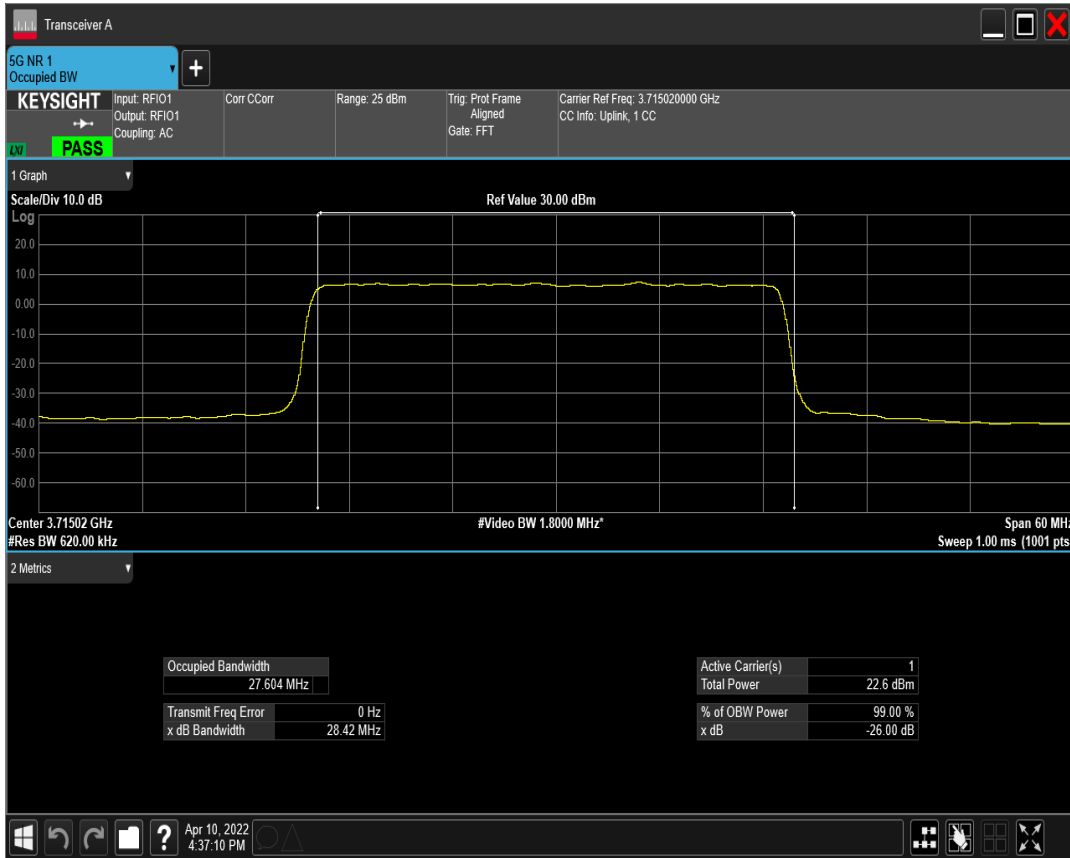 Transceiver A
5G NR 1
Occupied BW
KEYSIGHT
LXI
PASS
Input: RFIO1
Output: RFIO1
Coupling: AC
Corr CCorr
Range: 25 dBm
Trig: Prot Frame
Aligned
Gate: FFT
Carrier Ref Freq: 3.715020000 GHz
CC Info: Uplink, 1 CC
1 Graph
Scale/Div 10.0 dB
Ref Value 30.00 dBm
Log
20.0
10.0
0.00
-10.0
-20.0
-30.0
-40.0
-50.0
-60.0
Center 3.71502 GHz
#Video BW 1.8000 MHz*
Span 60 MHz
#Res BW 620.00 kHz
Sweep 1.00 ms (1001 pts
2 Metrics
Occupied Bandwidth
27.604 MHz
Transmit Freq Error 0 Hz
x dB Bandwidth 28.42 MHz
Active Carrier(s) 1
Total Power 22.6 dBm
% of OBW Power 99.00 %
x dB -26.00 dB
?
Apr 10, 2022
4:37:10 PM